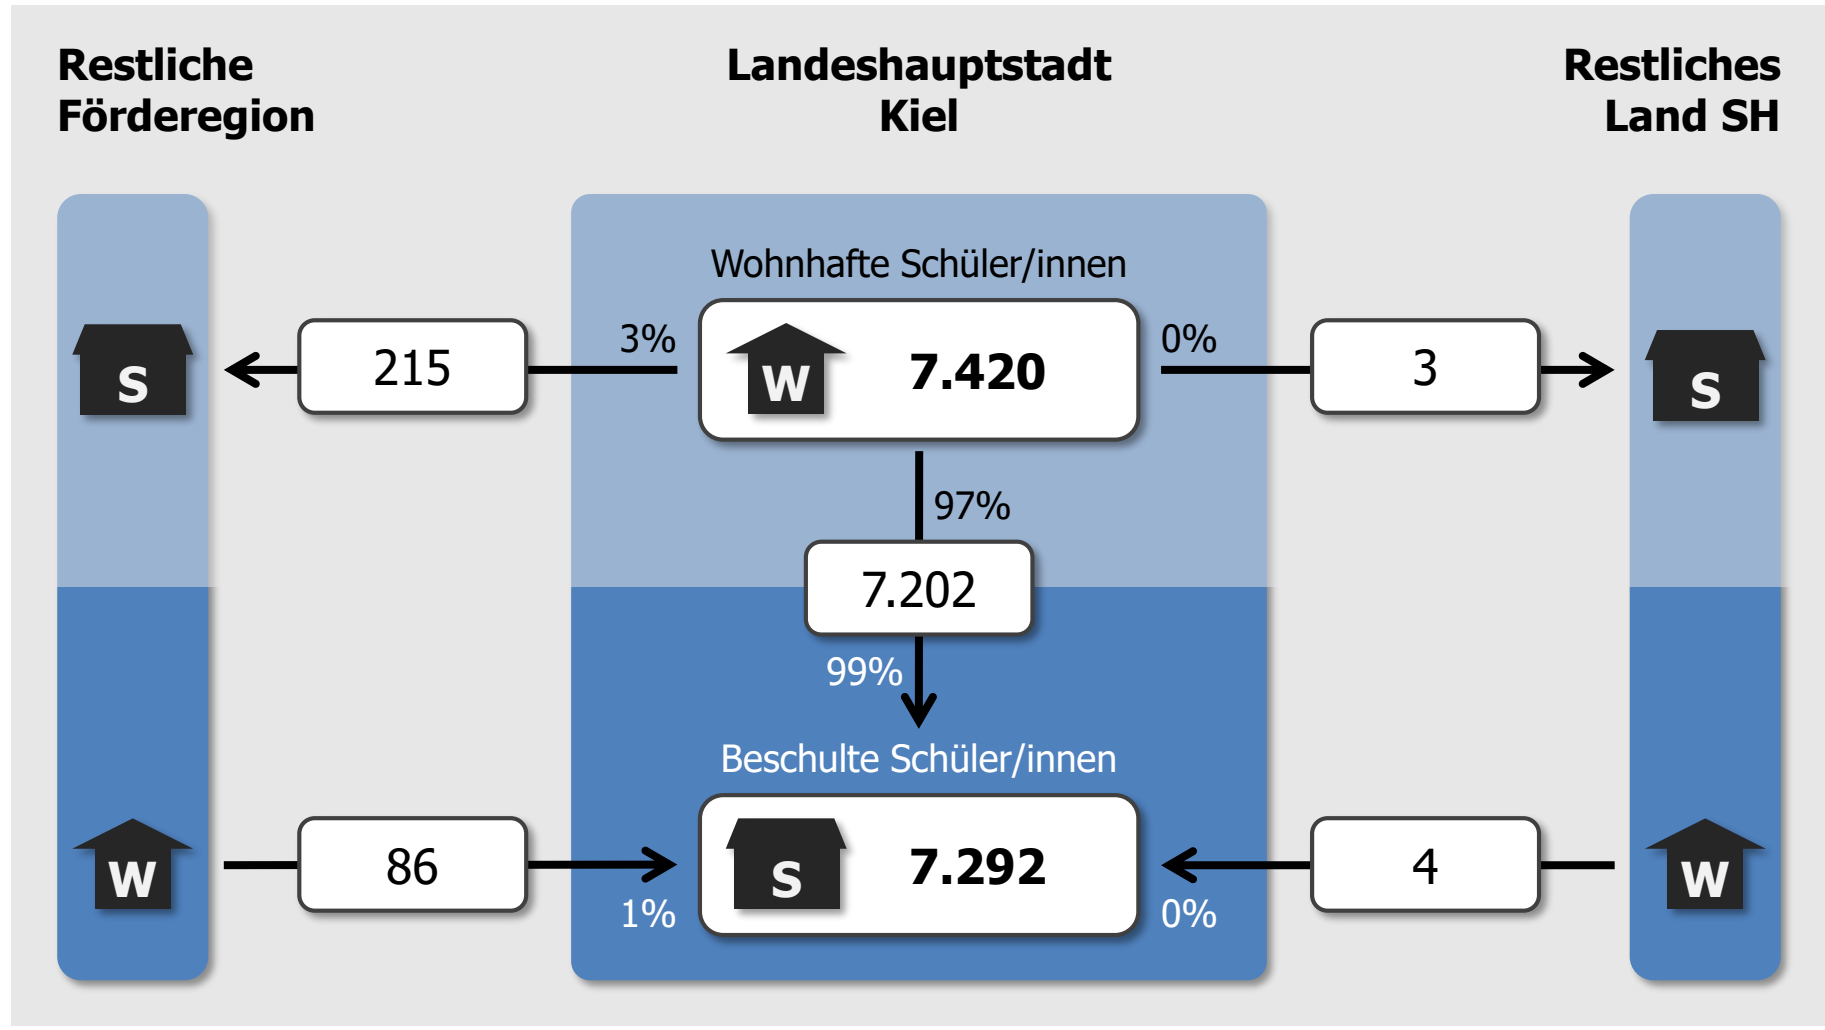 Restliche
Förderegion
Landeshauptstadt
Kiel
Restliches
Land SH
Wohnhafte Schüler/innen
S
215
3%
W
7.420
0%
3
S
97%
7.202
99%
Beschulte Schüler/innen
W
86
1%
S
7.292
0%
4
W